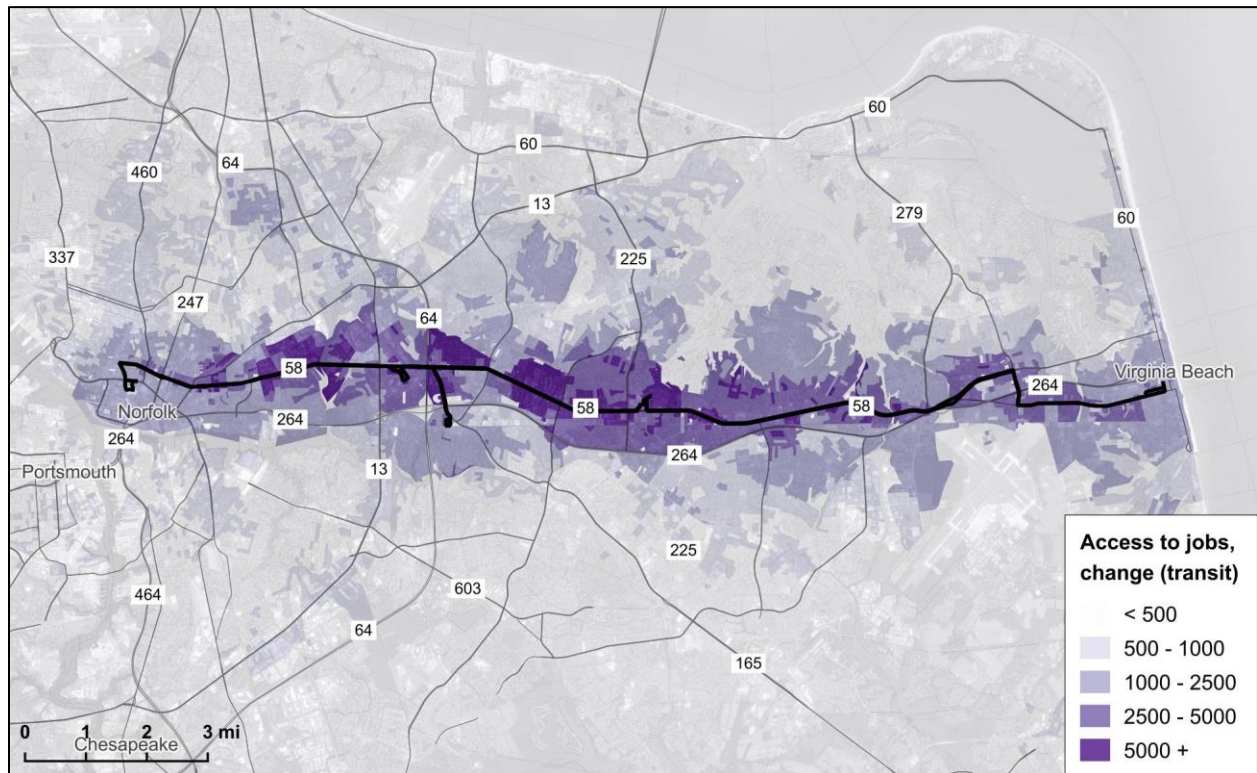 60
60
64
460
13
279
60
337
225
247
64
58
Virginia Beach
264
Norfolk
58
58
264
264
264
Portsmouth
13
225
464
603
64
165
0 1 2 3 mi
Chesapeake
Access to jobs,
change (transit)
< 500
500 - 1000
1000 - 2500
2500 - 5000
5000 +